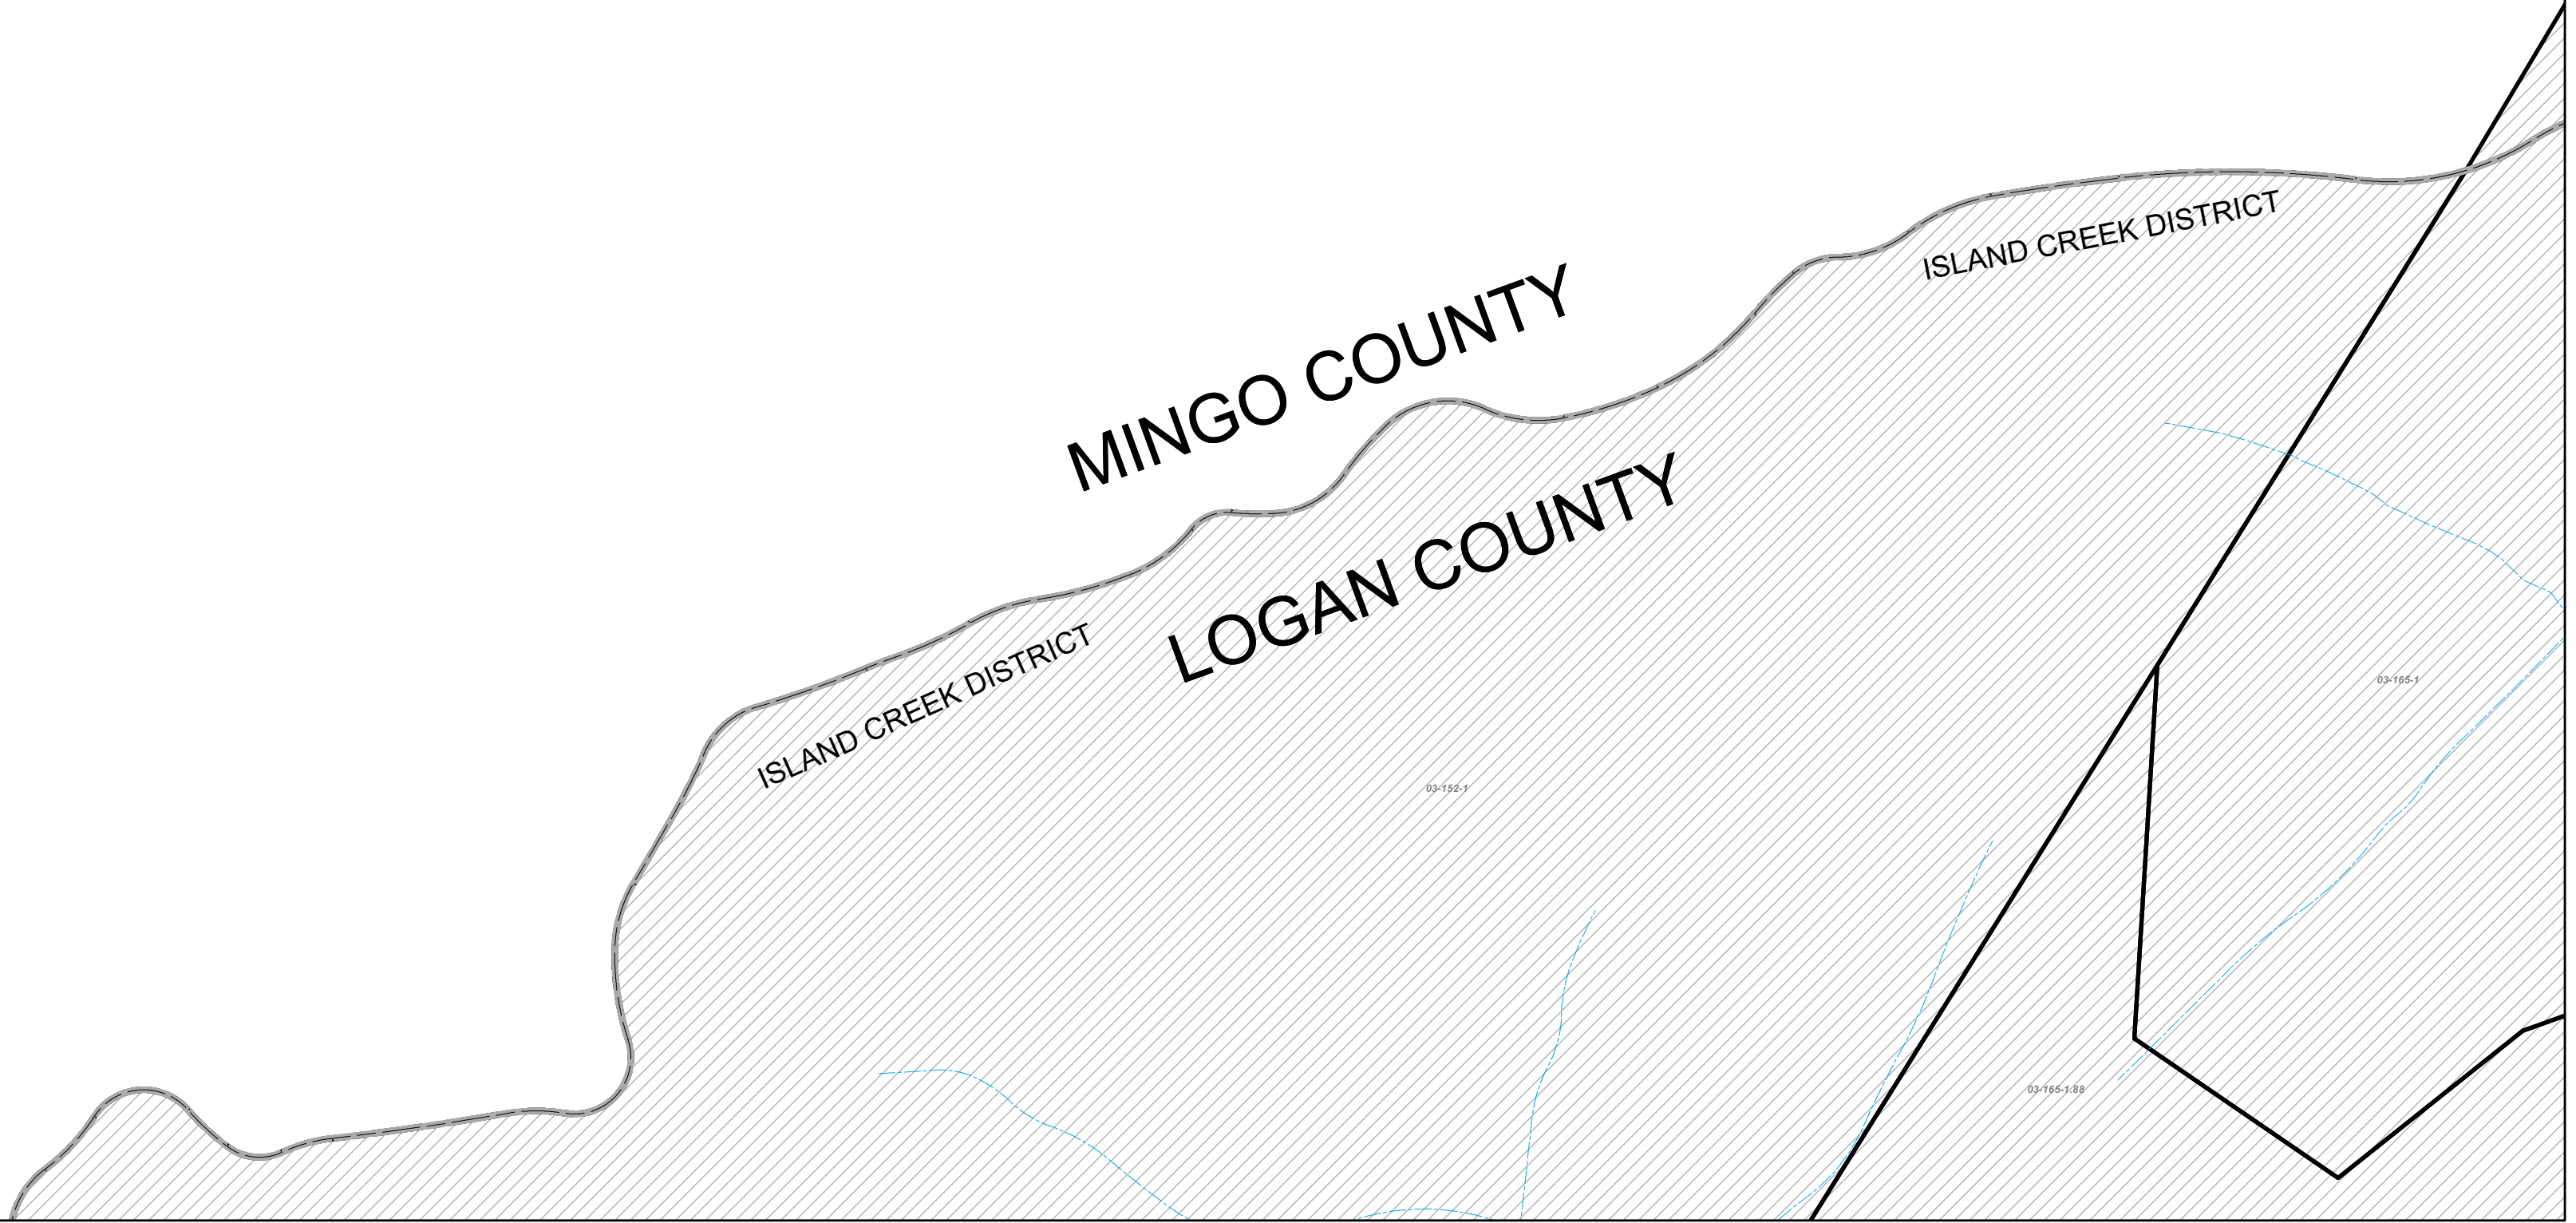 ISLAND CREEK DISTRICT
MINGO COUNTY
LOGAN COUNTY
ISLAND CREEK DISTRICT
03-165-1
03-152-1
03-165-1.88